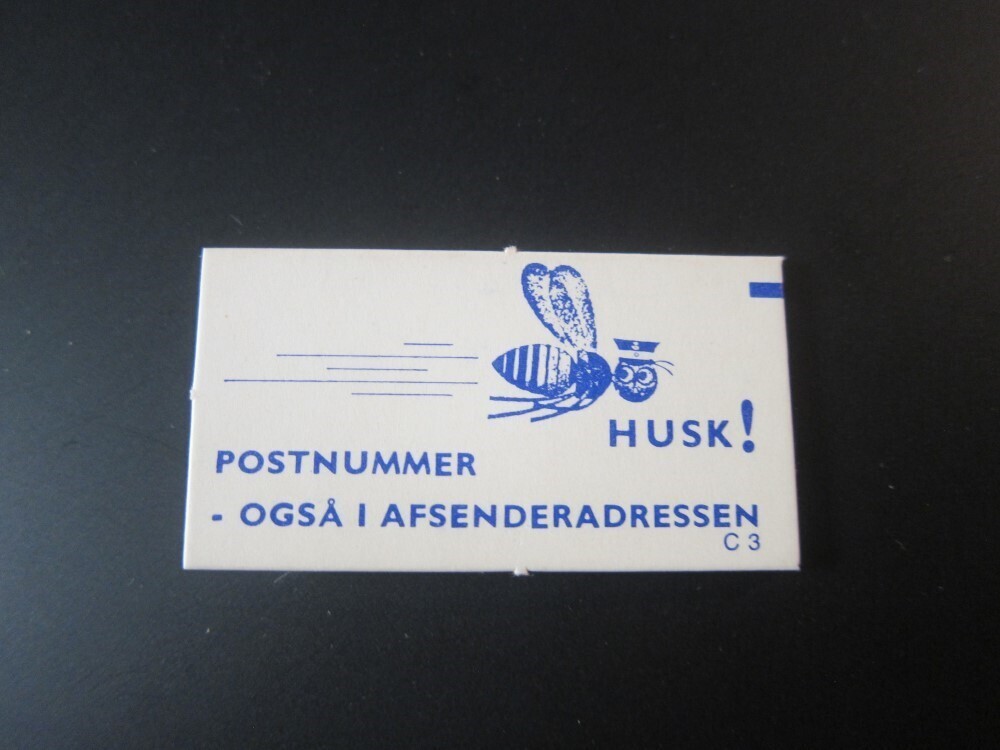 HUSK!
POSTNUMMER
- OGSÅ I AFSENDERADRESSEN
C 3